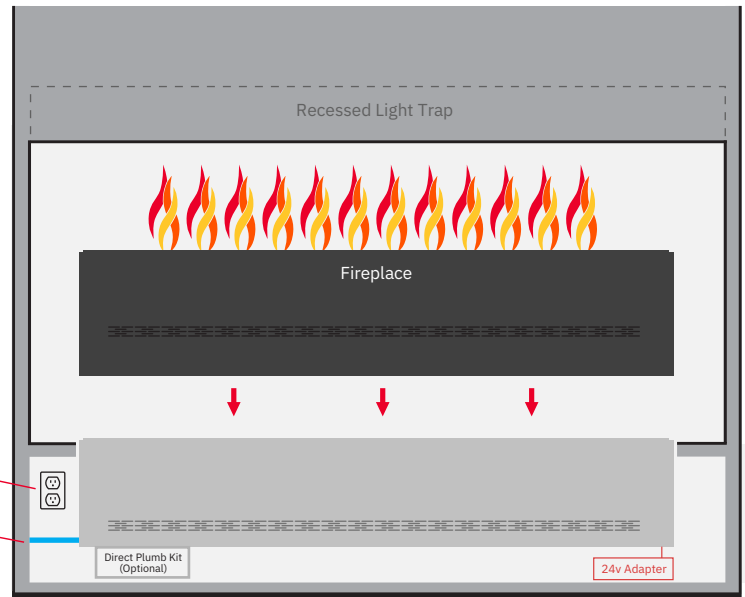 Recessed Light Trap
Fireplace
Direct Plumb Kit
(Optional)
24v Adapter